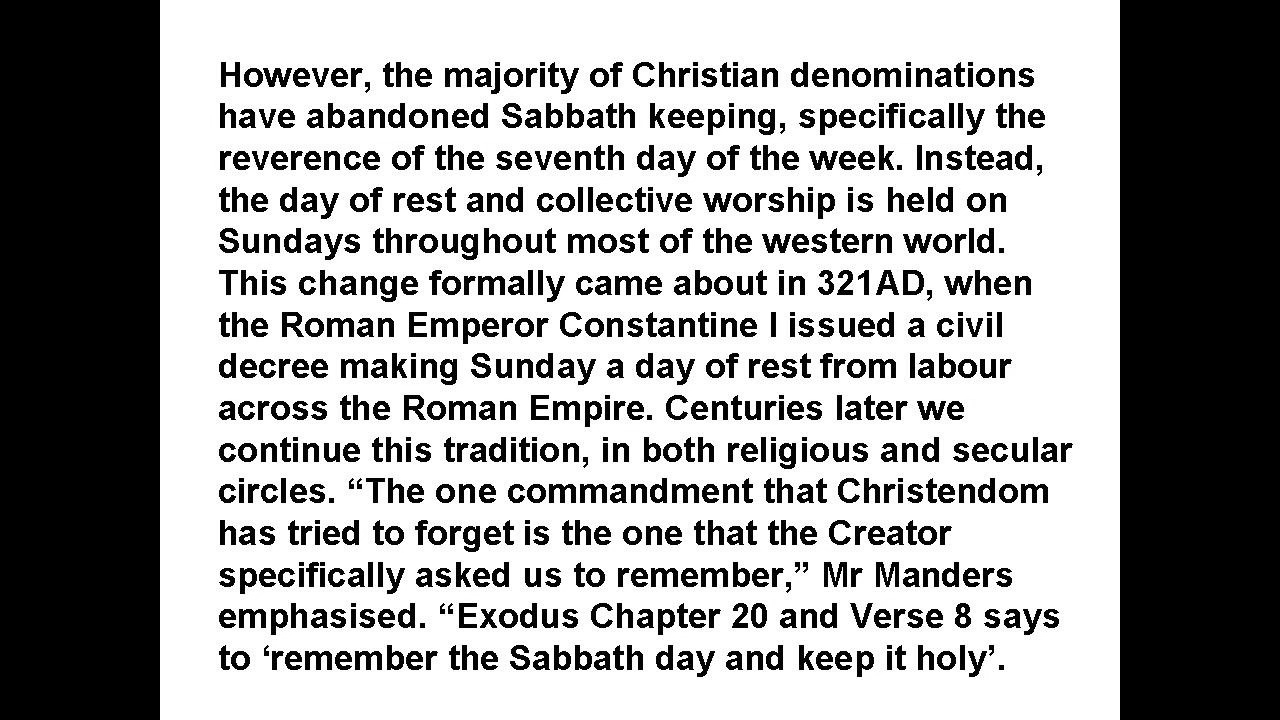 However, the majority of Christian denominations
have abandoned Sabbath keeping, specifically the
reverence of the seventh day of the week. Instead,
the day of rest and collective worship is held on
Sundays throughout most of the western world.
This change formally came about in 321AD, when
the Roman Emperor Constantine I issued a civil
decree making Sunday a day of rest from labour
across the Roman Empire. Centuries later we
continue this tradition, in both religious and secular
circles. “The one commandment that Christendom
has tried to forget is the one that the Creator
specifically asked us to remember,” Mr Manders
emphasised. “Exodus Chapter 20 and Verse 8 says
to ‘remember the Sabbath day and keep it holy’.